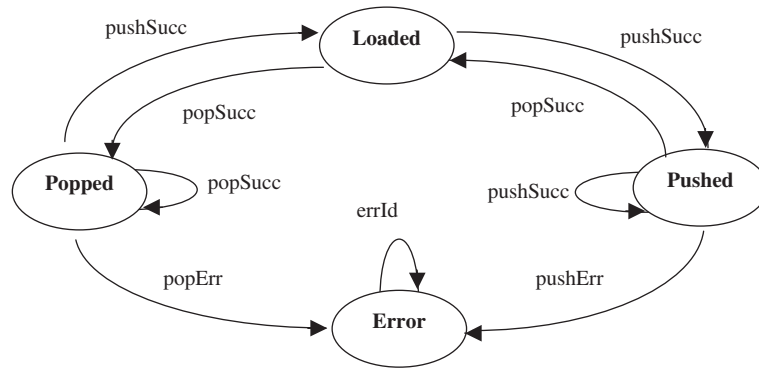 pushSucc
Loaded
pushSucc
popSucc
popSucc
Popped
popSucc
pushSucc
Pushed
errId
popErr
pushErr
Error